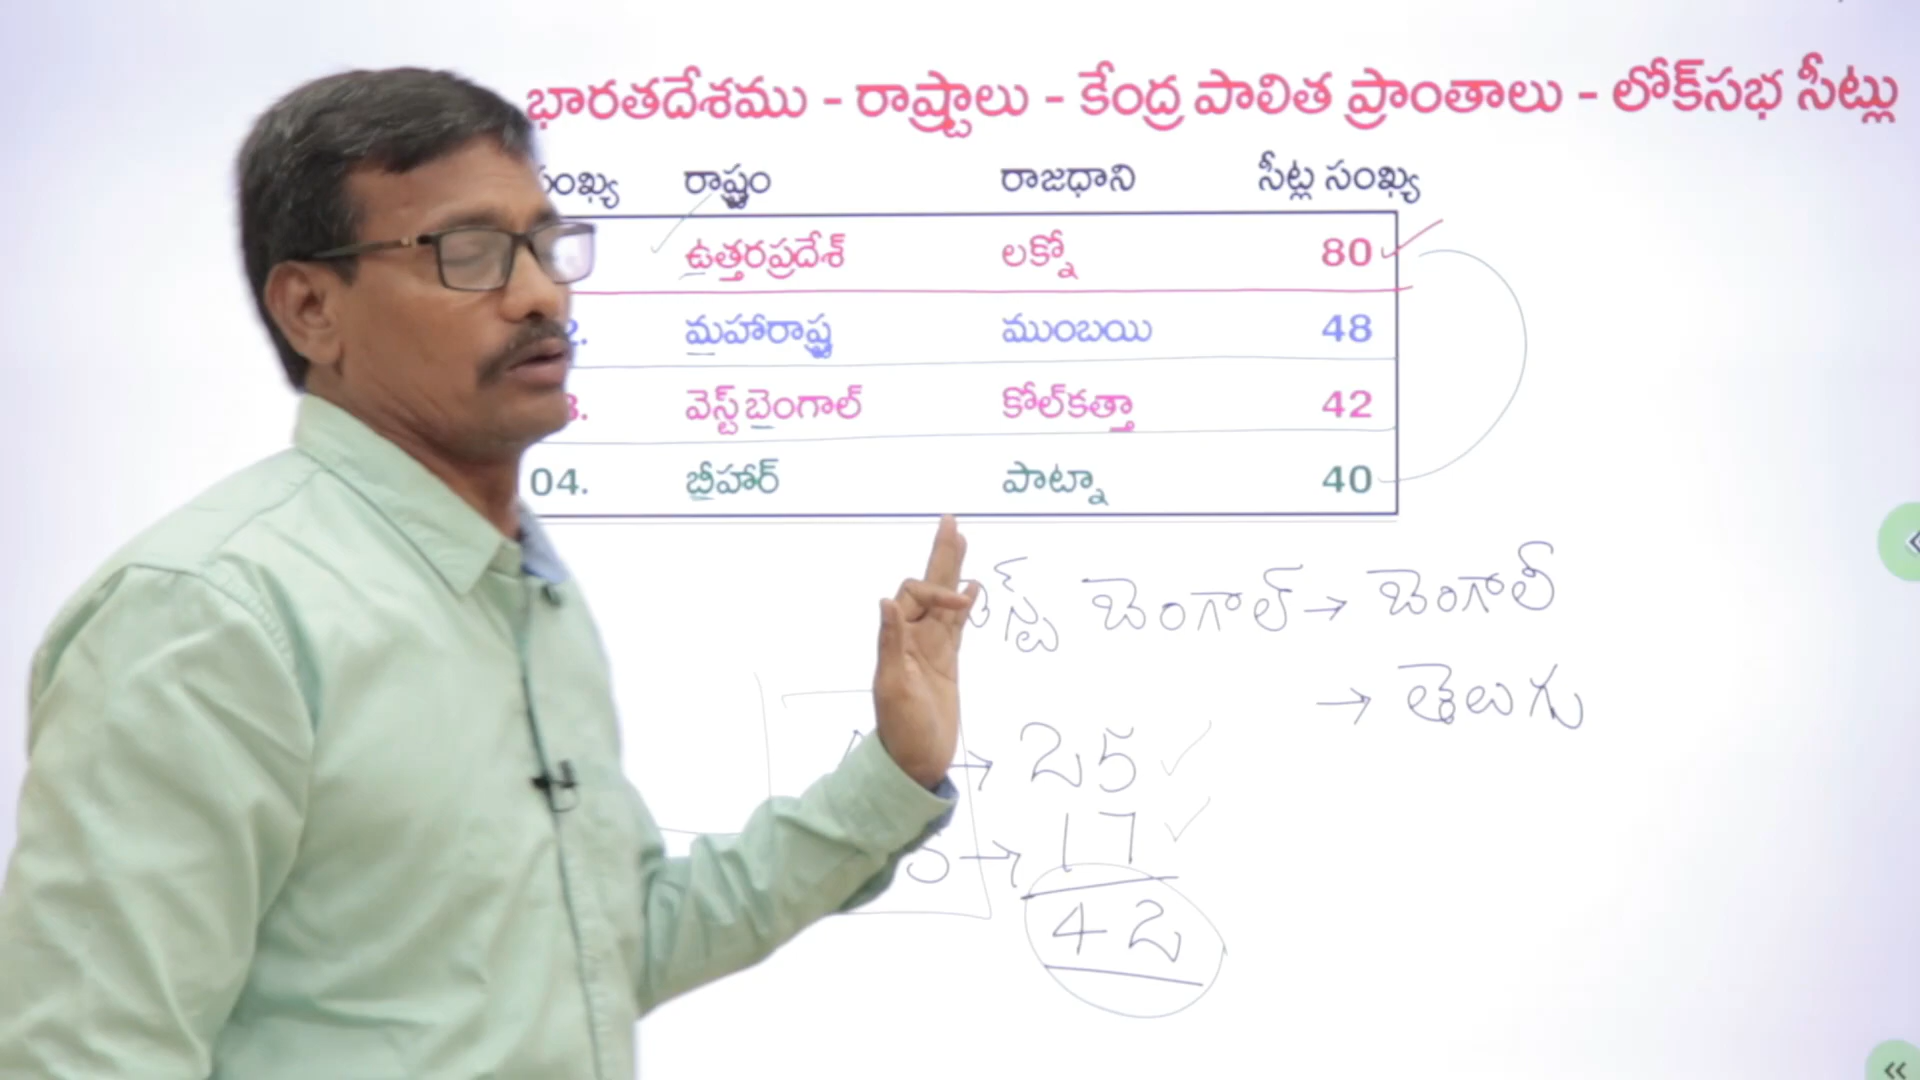 భారతదేశము - రాష్ట్రాలు - కేంద్ర పాలిత ప్రాంతాలు - లోక్‌సభ సీట్లు
రాష్ట్రం రాజధాని సీట్ల సంఖ్య
ఉత్తరప్రదేశ్ లక్నో 80
మహారాష్ట్ర ముంబయి 48
వెస్ట్ బెంగాల్ కోల్‌కత్తా 42
04. బీహార్ పాట్నా 40
బెంగాల్ → బెంగాలీ
→ తెలుగు
→ 25
→ 17
42